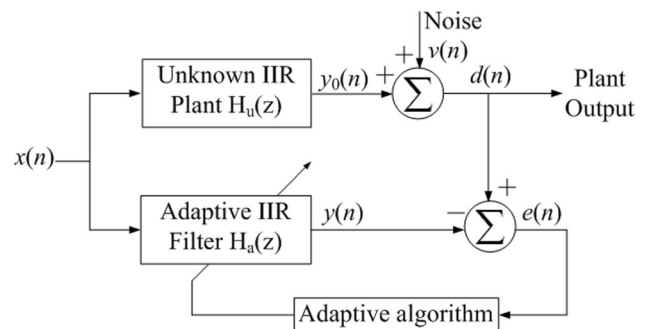 Noise
+ v(n)
Unknown IIR
Plant Hu(z)
y0(n) +
∑
d(n)
Plant
Output
x(n)
+
Adaptive IIR
Filter Ha(z)
y(n)
−
∑
e(n)
Adaptive algorithm